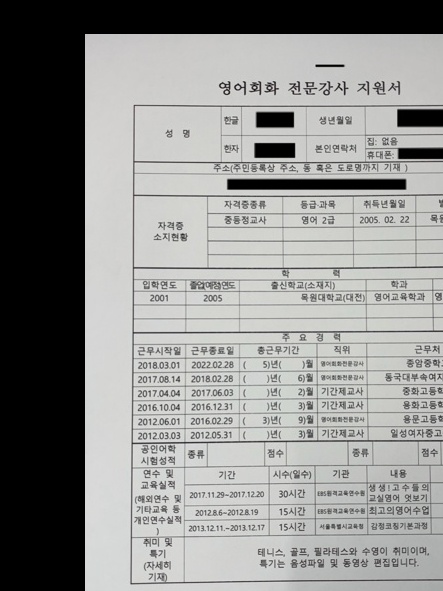 영어회화 전문강사 지원서
성 명 한글 생년월일
한자 본인연락처 집: 없음
휴대폰:
주소(주민등록상 주소, 동 혹은 도로명까지 기재 )
자격증 소지현황 자격증종류 등급·과목 취득년월일
중등정교사 영어 2급 2005. 02. 22
학 력
입학연도 졸업(예정)연도 출신학교(소재지) 학과
2001 2005 목원대학교(대전) 영어교육학과
주 요 경 력
근무시작일 근무종료일 총근무기간 직위 근무처
2018.03.01 2022.02.28 ( 5)년( )월 영어회화전문강사 중암중학
2017.08.14 2018.02.28 ( )년( 6)월 영어회화전문강사 동국대부속여자
2017.04.04 2017.06.03 ( )년( 2)월 기간제교사 중화고등학
2016.10.04 2016.12.31 ( )년( 3)월 기간제교사 용화고등학
2012.06.01 2016.02.29 ( 3)년( 9)월 영어회화전문강사 용문고등학
2012.03.03 2012.05.31 ( )년( 3)월 기간제교사 일성여자중고
공인어학 시험성적 종류 점수 종류 점수
연수 및 교육실적 (해외연수 및 기타교육 등 개인연수실적 ) 기간 시수(일수) 기관 내용
2017.11.29~2017.12.20 30시간 EBS원격교육연수원 생생!고수들의 교실영어 엿보기
2012.8.6~2012.8.19 15시간 EBS원격교육연수원 최고의영어수업
2013.12.11.~2013.12.17 15시간 서울특별시교육청 감정코칭기본과정
취미 및 특기 (자세히 기재) 테니스, 골프, 필라테스와 수영이 취미이며,
특기는 음성파일 및 동영상 편집입니다.